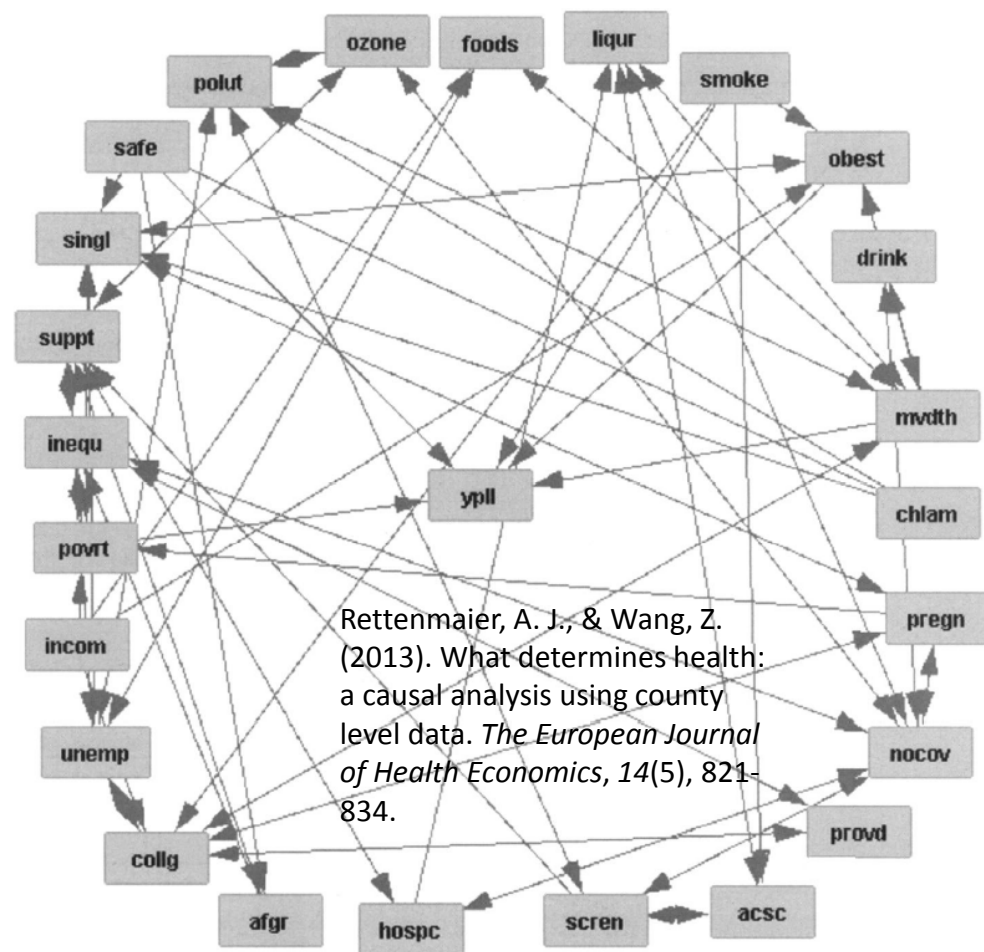 ozone
foods
liqur
smoke
polut
safe
obest
singl
drink
suppt
mvdth
inequ
ypll
chlam
povrt
incom
pregn
Rettenmaier, A. J., & Wang, Z.
(2013). What determines health:
a causal analysis using county
level data. The European Journal
of Health Economics, 14(5), 821-
834.
unemp
nocov
provd
collg
afgr
hospc
scren
acsc